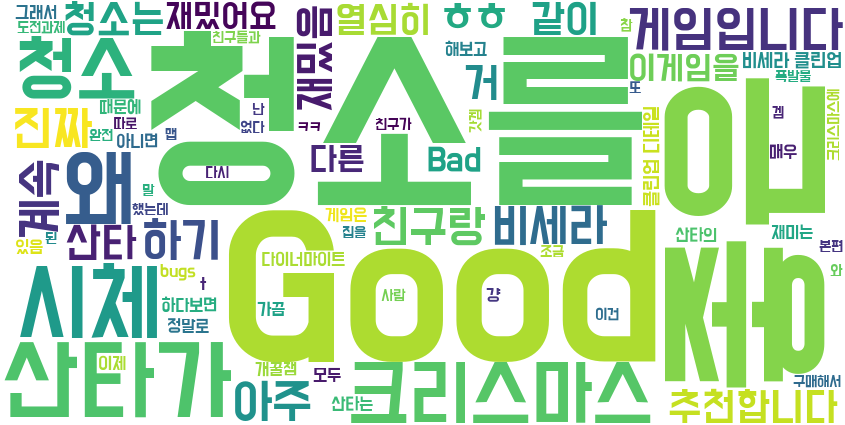 그래서
청소는
재밌어요
열심히
ㅎㅎ
같이
참
게임입니다
도전과제
친구들과
청소를
해보고
청소
재밌음
거
이게임을
비세라 클린업
폭발물
때문에
난
또
진짜
따로
ㅋㅋ
친구가
갓겜
겜
크리스마스에
완전
아니면
맵
없다
다른
Bad
매우
왜
다시
클린업 디테일
계속
말
했는데
게임은
친구랑
비세라
산타
하기
집을
산타의
재미는
있음
된
본편
조금
Good
다이너마이트
bugs
와
시체
하다보면
가끔
사람
걍
이건
정말로
산타가
이제
개꿀잼
모두
크리스마스
구매해서
아주
산타는
추천합니다